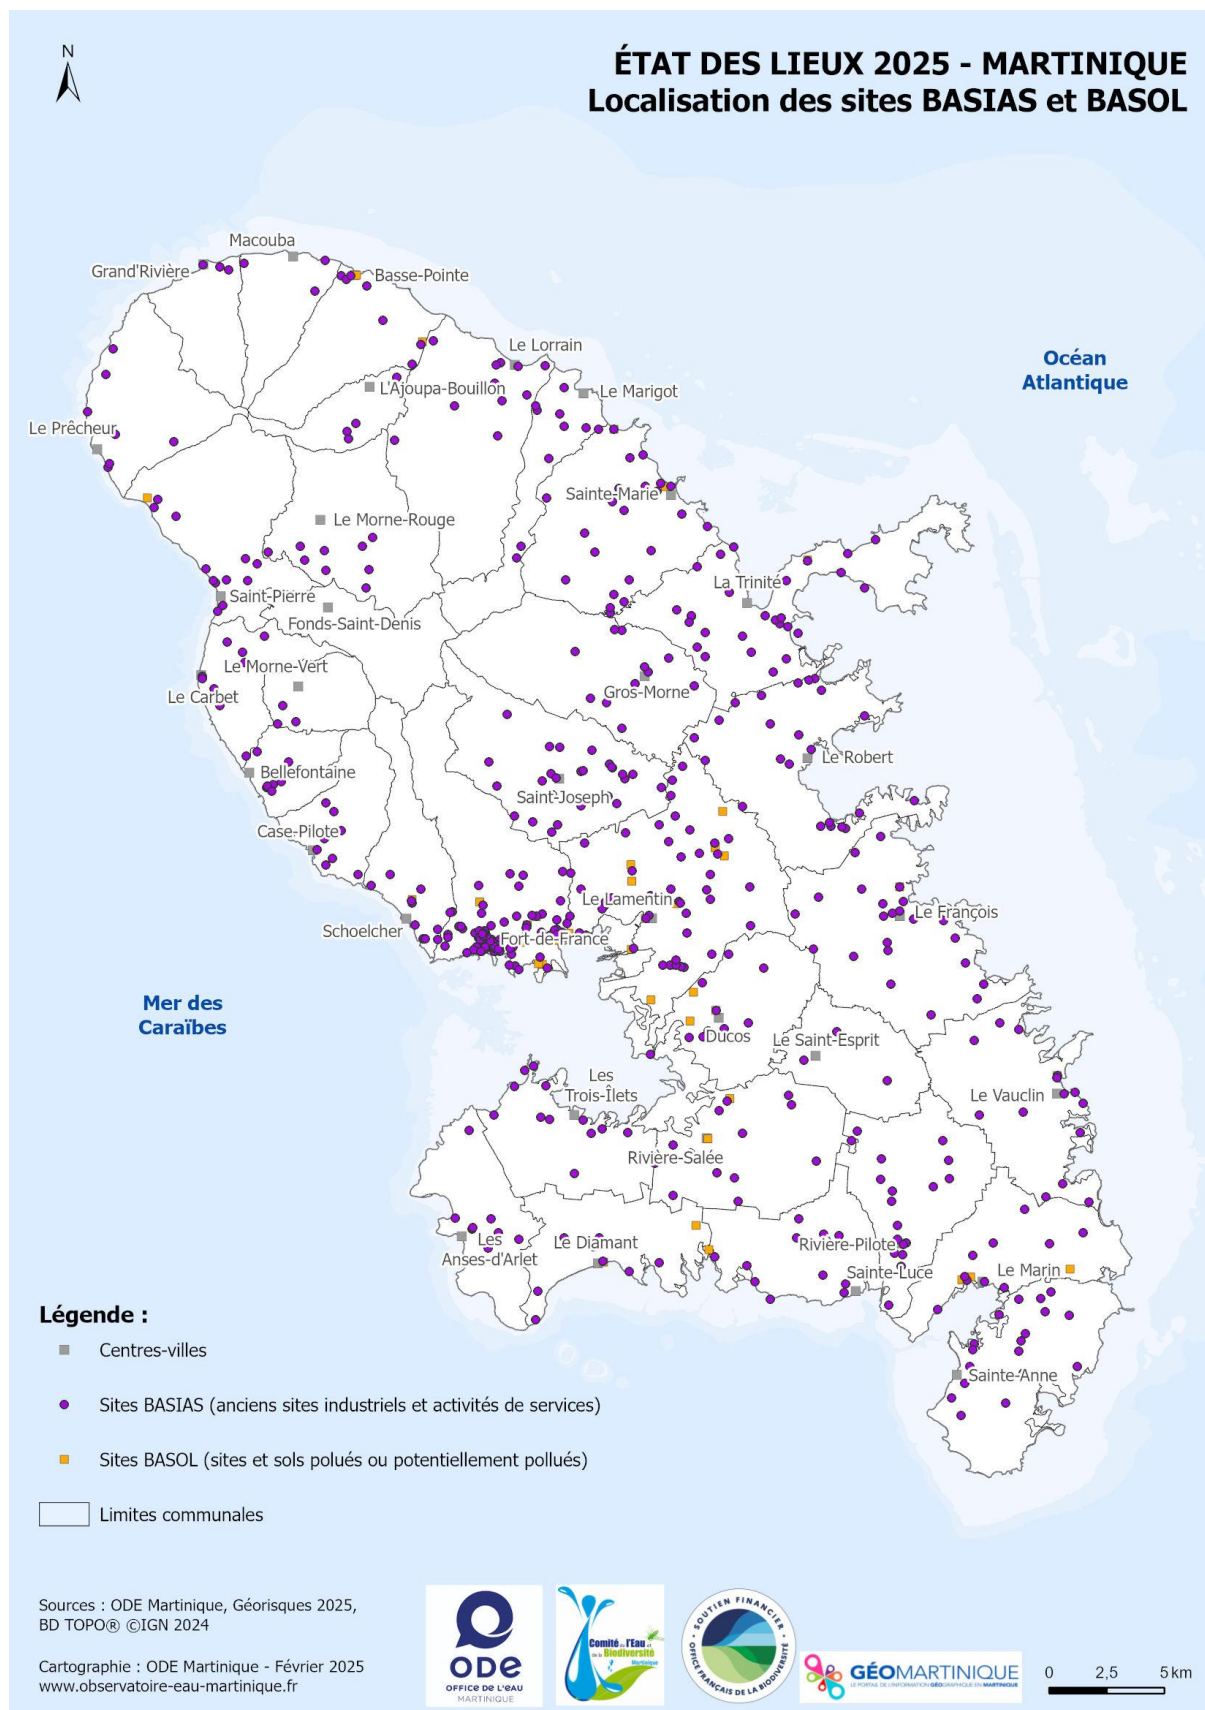 N
ÉTAT DES LIEUX 2025 - MARTINIQUE
Localisation des sites BASIAS et BASOL
Macouba
Grand'Rivière
Basse-Pointe
Le Lorrain
Océan
Atlantique
L'Ajoupa-Bouillon
Le Marigot
Le Prêcheur
Sainte-Marie
Le Morne-Rouge
La Trinité
Saint-Pierre
Fonds-Saint-Denis
Le Morne-Vert
Le Carbet
Gros-Morne
Le Robert
Bellefontaine
Saint-Joseph
Case-Pilote
Le Lamentin
Le François
Schoelcher
Fort-de-France
Mer des
Caraïbes
Ducos
Le Saint-Esprit
Les
Trois-Îlets
Le Vauclin
Rivière-Salée
Les
Anses-d'Arlet
Le Diamant
Rivière-Pilote
Sainte-Luce
Le Marin
Sainte-Anne
Légende :
Centres-villes
Sites BASIAS (anciens sites industriels et activités de services)
Sites BASOL (sites et sols polués ou potentiellement pollués)
Limites communales
Sources : ODE Martinique, Géorisques 2025,
BD TOPO® ©IGN 2024
Cartographie : ODE Martinique - Février 2025
www.observatoire-eau-martinique.fr
ODE
OFFICE DE L'EAU
MARTINIQUE
Comité de l'Eau et
de la Biodiversité
Martinique
SOUTIEN FINANCIER
OFFICE FRANÇAIS DE LA BIODIVERSITÉ
GÉOMARTINIQUE
LE PORTAIL DE L'INFORMATION GÉOGRAPHIQUE EN MARTINIQUE
0 2,5 5 km